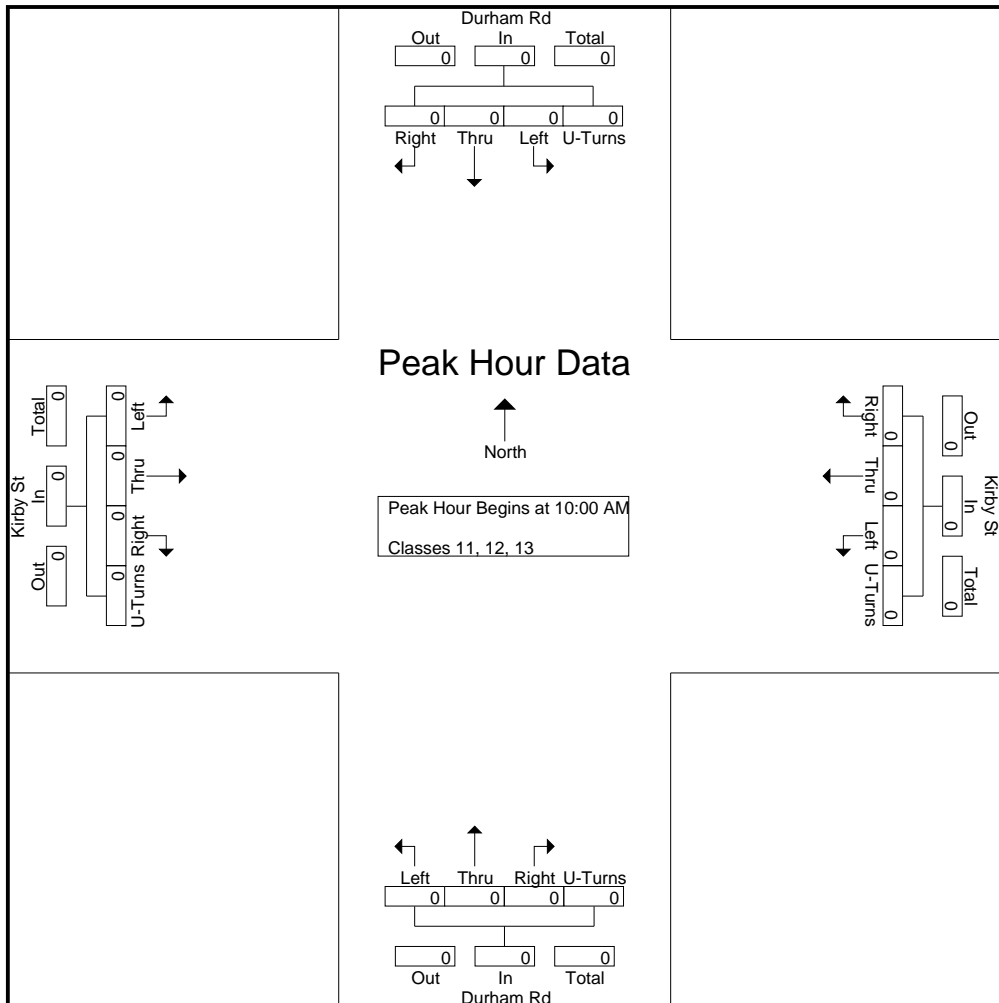 Durham Rd
Out In Total
0 0 0
0 0 0 0
Right Thru Left U-Turns
Peak Hour Data
North
Peak Hour Begins at 10:00 AM
Classes 11, 12, 13
Kirby St
Total In Out
0 0 0
0 0 0 0
Left Thru Right U-Turns
Right Thru Left U-Turns
0 0 0 0
Out In Total
0 0 0
Kirby St
Left Thru Right U-Turns
0 0 0 0
0 0 0
Out In Total
Durham Rd